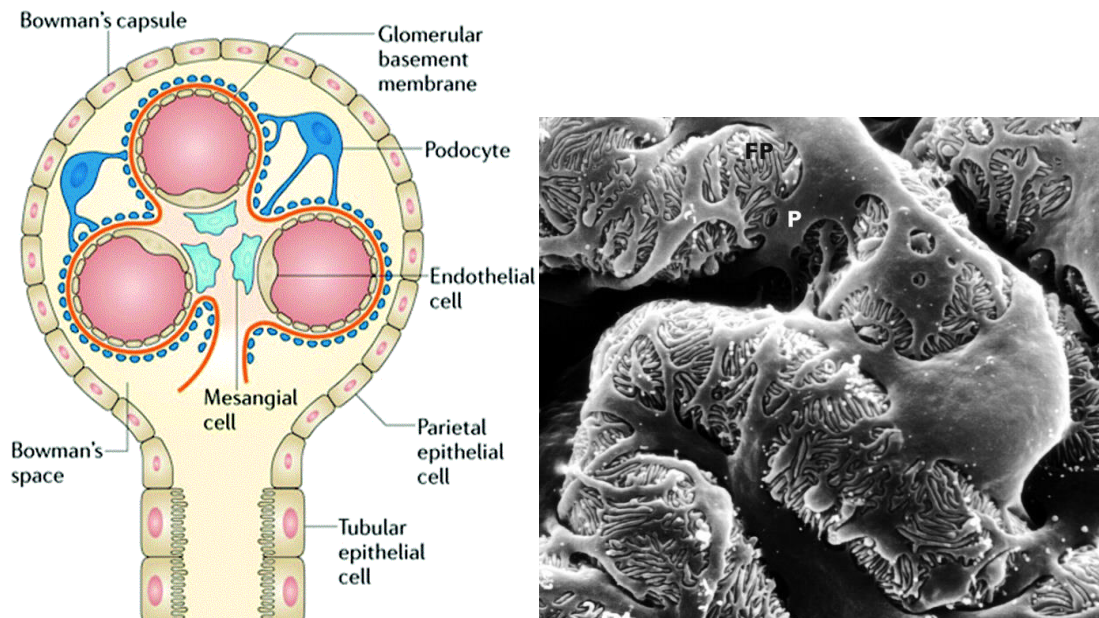 Bowman's capsule
Glomerular
basement
membrane
Podocyte
Endothelial
cell
Mesangial
cell
Parietal
epithelial
cell
Bowman's
space
Tubular
epithelial
cell
FP
P